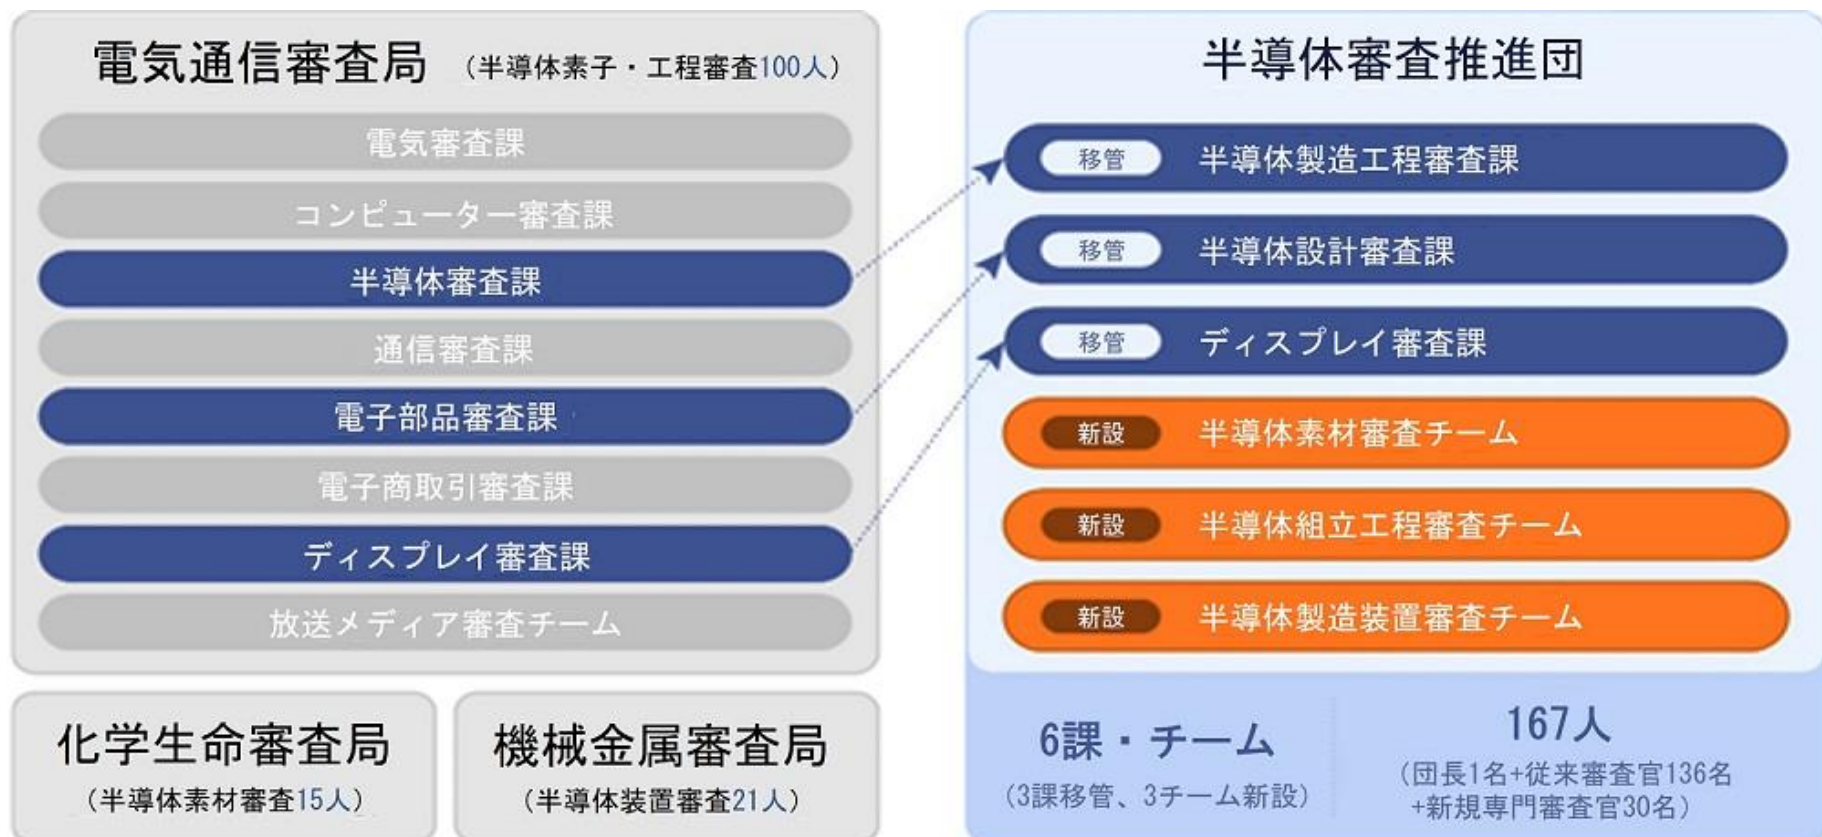 電気通信審査局 （半導体素子・工程審査100人）
電気審査課
コンピューター審査課
半導体審査課
通信審査課
電子部品審査課
電子商取引審査課
ディスプレイ審査課
放送メディア審査チーム
化学生命審査局
（半導体素材審査15人）
機械金属審査局
（半導体装置審査21人）
半導体審査推進団
移管 半導体製造工程審査課
移管 半導体設計審査課
移管 ディスプレイ審査課
新設 半導体素材審査チーム
新設 半導体組立工程審査チーム
新設 半導体製造装置審査チーム
6課・チーム
（3課移管、3チーム新設）
167人
（団長1名+従来審査官136名
+新規専門審査官30名）